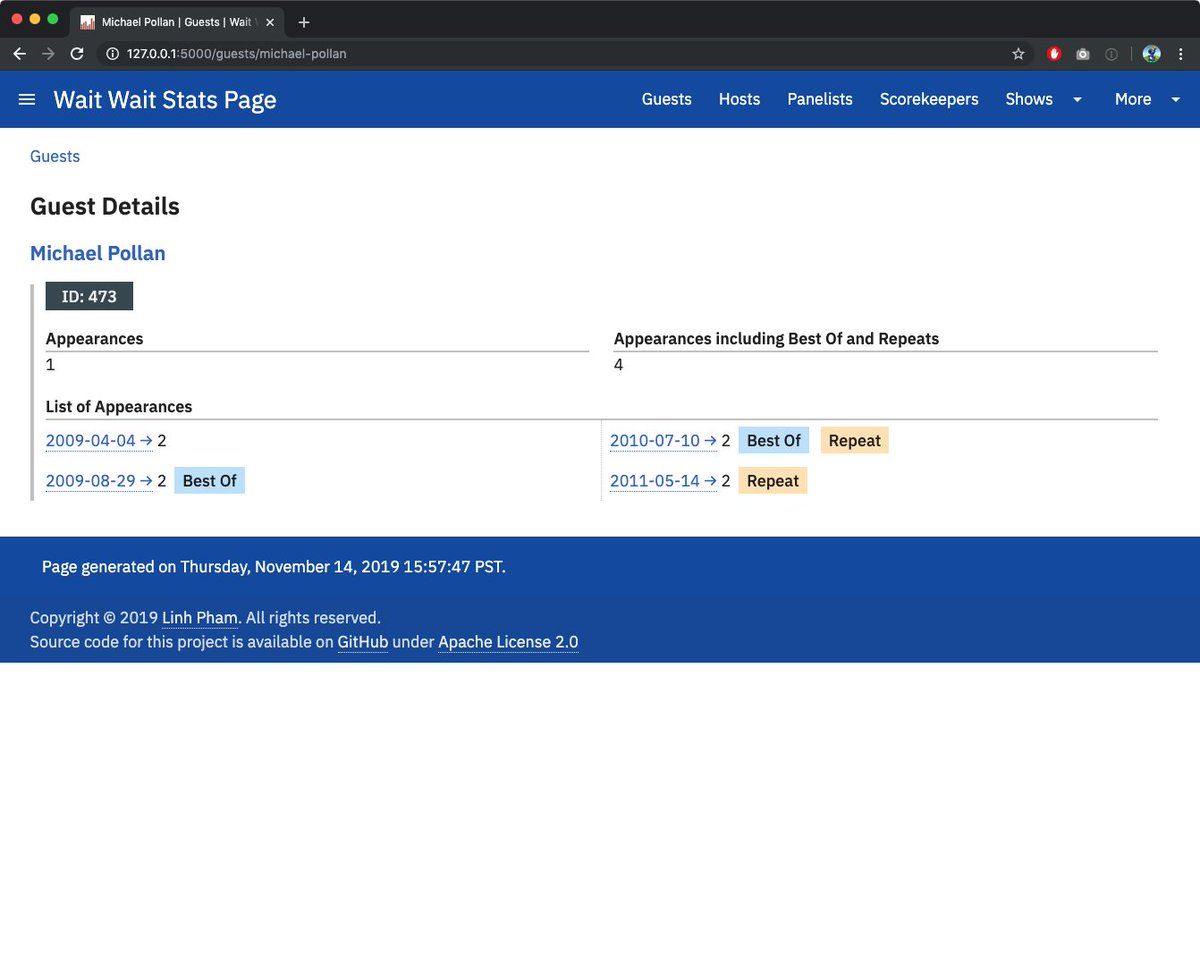 Michael Pollan | Guests | Wait W
127.0.0.1:5000/guests/michael-pollan
Wait Wait Stats Page
Guests Hosts Panelists Scorekeepers Shows More
Guests
Guest Details
Michael Pollan
ID: 473
Appearances
1
Appearances including Best Of and Repeats
4
List of Appearances
2009-04-04 → 2
2009-08-29 → 2 Best Of
2010-07-10 → 2 Best Of Repeat
2011-05-14 → 2 Repeat
Page generated on Thursday, November 14, 2019 15:57:47 PST.
Copyright © 2019 Linh Pham. All rights reserved.
Source code for this project is available on GitHub under Apache License 2.0